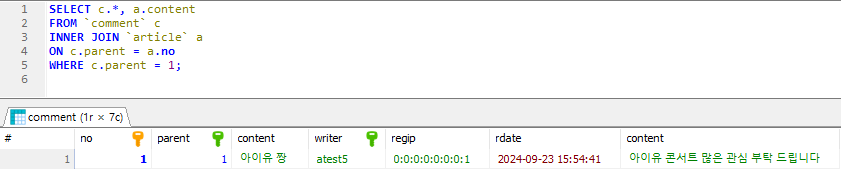 1 SELECT c.*, a.content
2 FROM `comment` c
3 INNER JOIN `article` a
4 ON c.parent = a.no
5 WHERE c.parent = 1;
6
comment (1r × 7c)
# no parent content writer regip rdate content
1 1 1 아이유 짱 atest5 0:0:0:0:0:0:0:1 2024-09-23 15:54:41 아이유 콘서트 많은 관심 부탁 드립니다